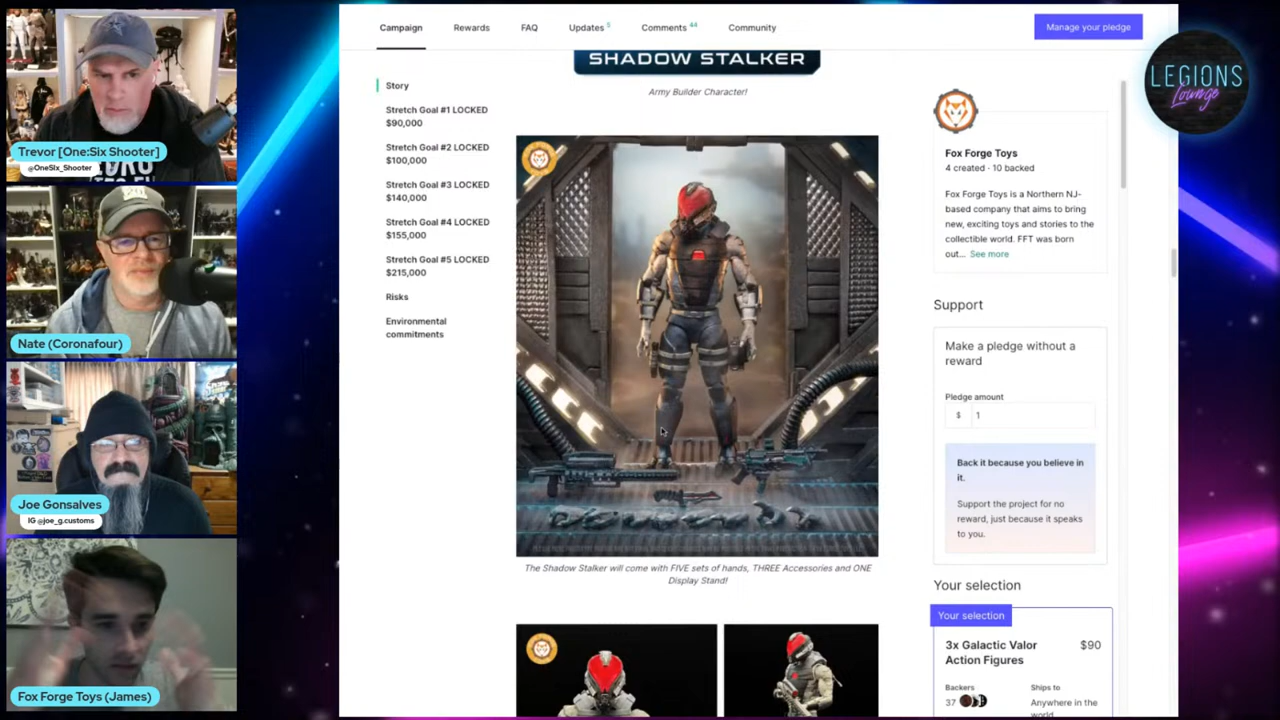 Trevor [One:Six Shooter]
@OneSix_Shooter
Nate (Coronafour)
Joe Gonsalves
IG @joe_g.customs
Fox Forge Toys (James)
Campaign
Rewards
FAQ
Updates 5
Comments 44
Community
Manage your pledge
LEGIONS
Lounge
Story
Stretch Goal #1 LOCKED
$90,000
Stretch Goal #2 LOCKED
$100,000
Stretch Goal #3 LOCKED
$140,000
Stretch Goal #4 LOCKED
$155,000
Stretch Goal #5 LOCKED
$215,000
Risks
Environmental
commitments
SHADOW STALKER
Army Builder Character!
The Shadow Stalker will come with FIVE sets of hands, THREE Accessories and ONE
Display Stand!
Fox Forge Toys
4 created · 10 backed
Fox Forge Toys is a Northern NJ-
based company that aims to bring
new, exciting toys and stories to the
collectible world. FFT was born
out... See more
Support
Make a pledge without a
reward
Pledge amount
$ 1
Back it because you believe in
it.
Support the project for no
reward, just because it speaks
to you.
Your selection
Your selection
3x Galactic Valor
Action Figures
$90
Backers
37
Ships to
Anywhere in the
world